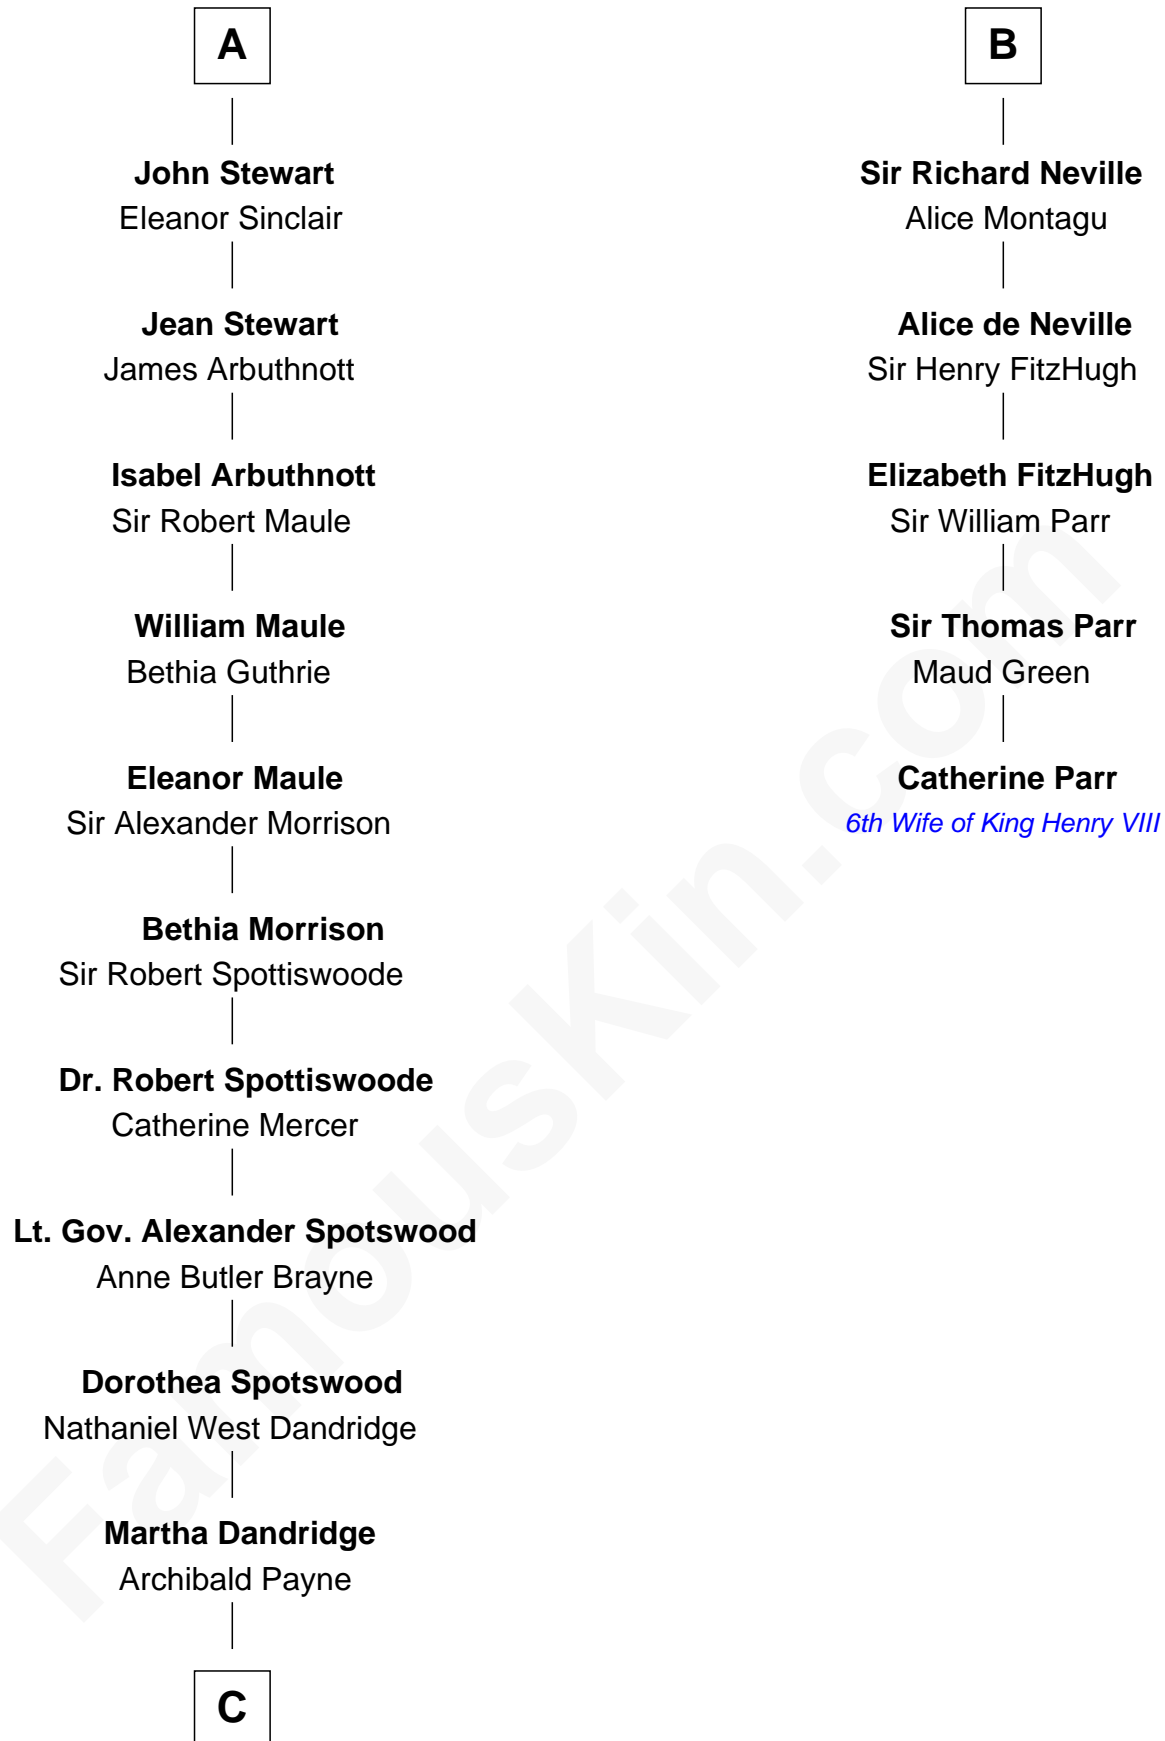 A
John Stewart
Eleanor Sinclair
Jean Stewart
James Arbuthnott
Isabel Arbuthnott
Sir Robert Maule
William Maule
Bethia Guthrie
Eleanor Maule
Sir Alexander Morrison
Bethia Morrison
Sir Robert Spottiswoode
Dr. Robert Spottiswoode
Catherine Mercer
Lt. Gov. Alexander Spotswood
Anne Butler Brayne
Dorothea Spotswood
Nathaniel West Dandridge
Martha Dandridge
Archibald Payne
C
B
Sir Richard Neville
Alice Montagu
Alice de Neville
Sir Henry FitzHugh
Elizabeth FitzHugh
Sir William Parr
Sir Thomas Parr
Maud Green
Catherine Parr
6th Wife of King Henry VIII
FamousKin.com